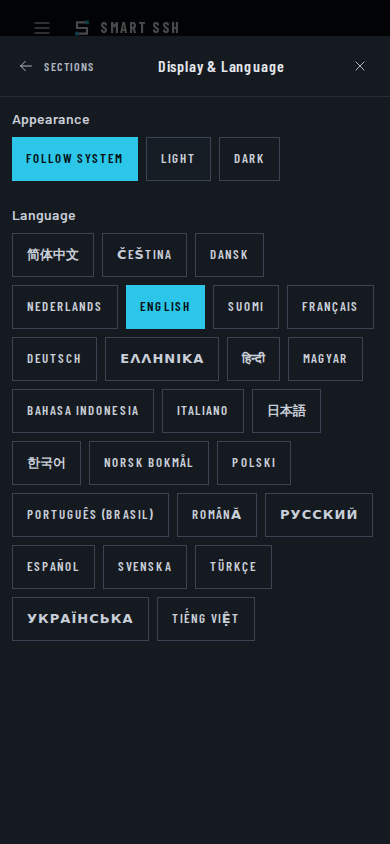 SMART SSH
SECTIONS
Display & Language
Appearance
FOLLOW SYSTEM
LIGHT
DARK
Language
简体中文
ČEŠTINA
DANSK
NEDERLANDS
ENGLISH
SUOMI
FRANÇAIS
DEUTSCH
ΕΛΛΗΝΙΚΑ
हिन्दी
MAGYAR
BAHASA INDONESIA
ITALIANO
日本語
한국어
NORSK BOKMÅL
POLSKI
PORTUGUÊS (BRASIL)
ROMÂNĂ
РУССКИЙ
ESPAÑOL
SVENSKA
TÜRKÇE
УКРАЇНСЬКА
TIẾNG VIỆT